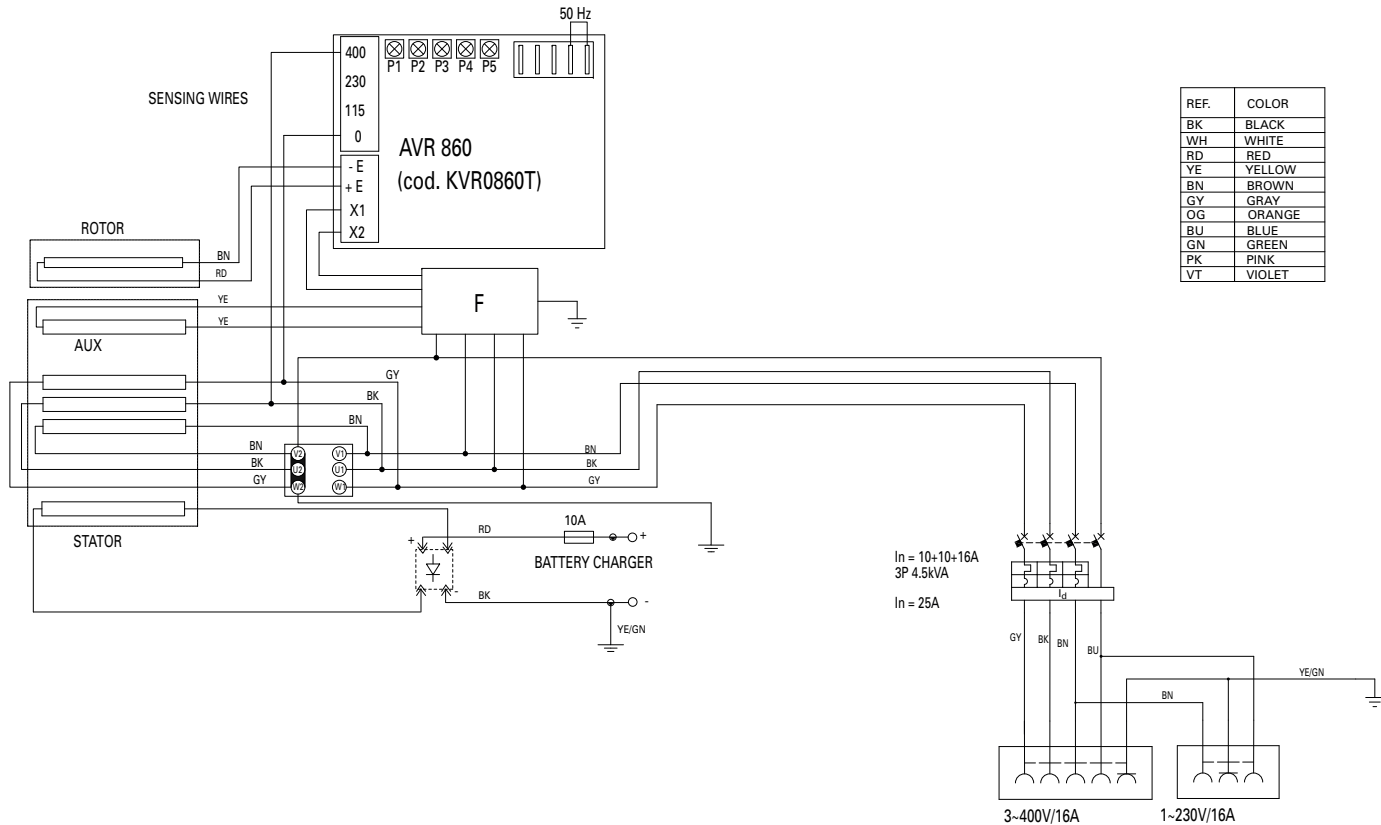 50 Hz
400
230
115
0
P1 P2 P3 P4 P5
SENSING WIRES
AVR 860
(cod. KVR0860T)
- E
+ E
X1
X2
REF. COLOR
BK BLACK
WH WHITE
RD RED
YE YELLOW
BN BROWN
GY GRAY
OG ORANGE
BU BLUE
GN GREEN
PK PINK
VT VIOLET
ROTOR
BN
RD
YE
YE
F
AUX
GY
BK
BN
BN
BK
GY
V2 V1
U2 U1
W2 W1
BN
BK
GY
STATOR
+
-
RD
10A
+
BATTERY CHARGER
BK
-
YE/GN
In = 10+10+16A
3P 4.5kVA
In = 25A
Id
GY BK BN BU
YE/GN
BN
3~400V/16A
1~230V/16A